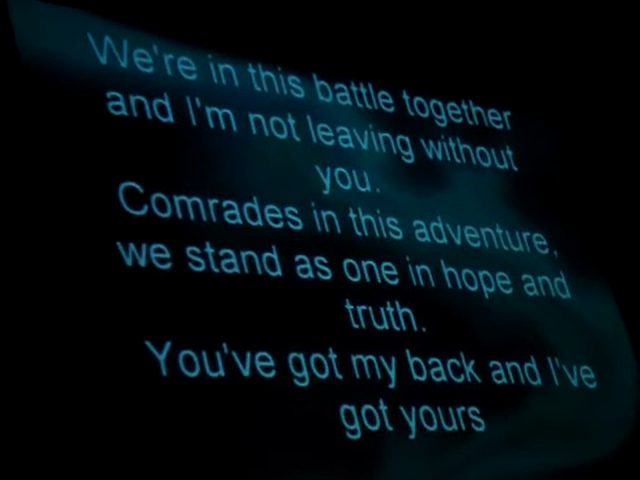 We're in this battle together
and I'm not leaving without
you.
Comrades in this adventure,
we stand as one in hope and
truth.
You've got my back and I've
got yours